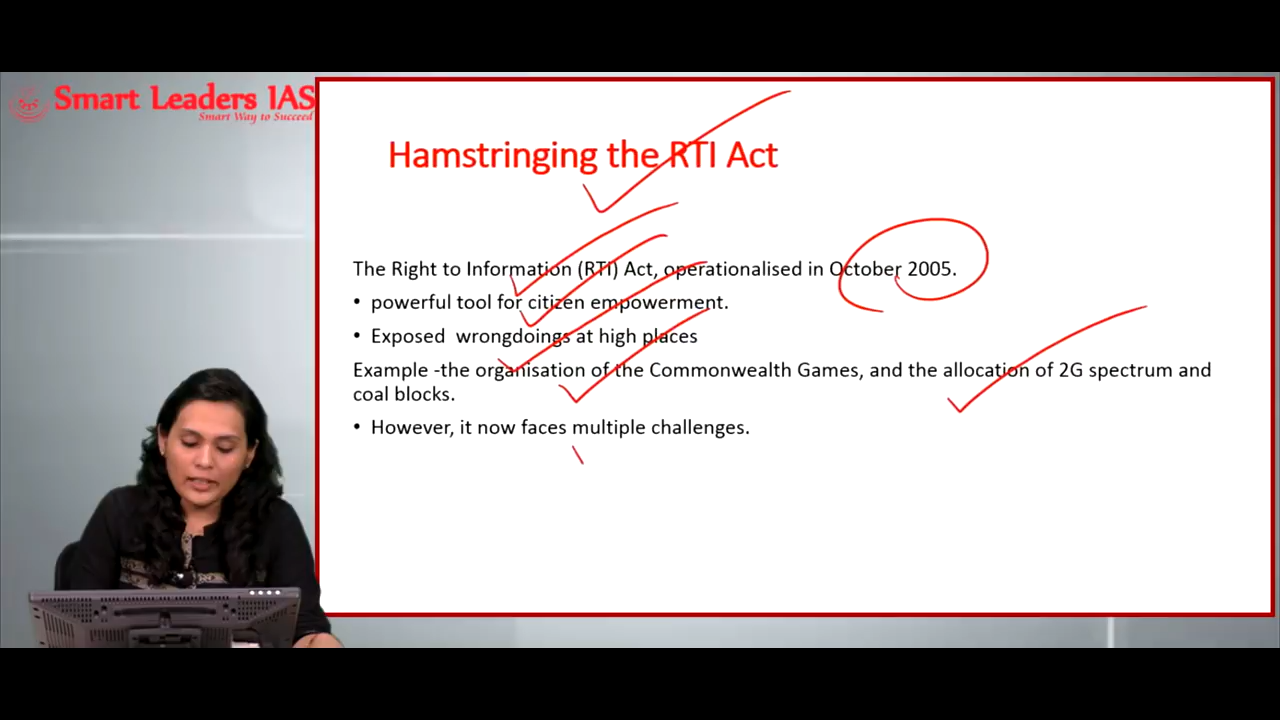 Smart Leaders IAS
Smart Way to Succeed
Hamstringing the RTI Act
The Right to Information (RTI) Act, operationalised in October 2005.
• powerful tool for citizen empowerment.
• Exposed wrongdoings at high places
Example -the organisation of the Commonwealth Games, and the allocation of 2G spectrum and
coal blocks.
• However, it now faces multiple challenges.